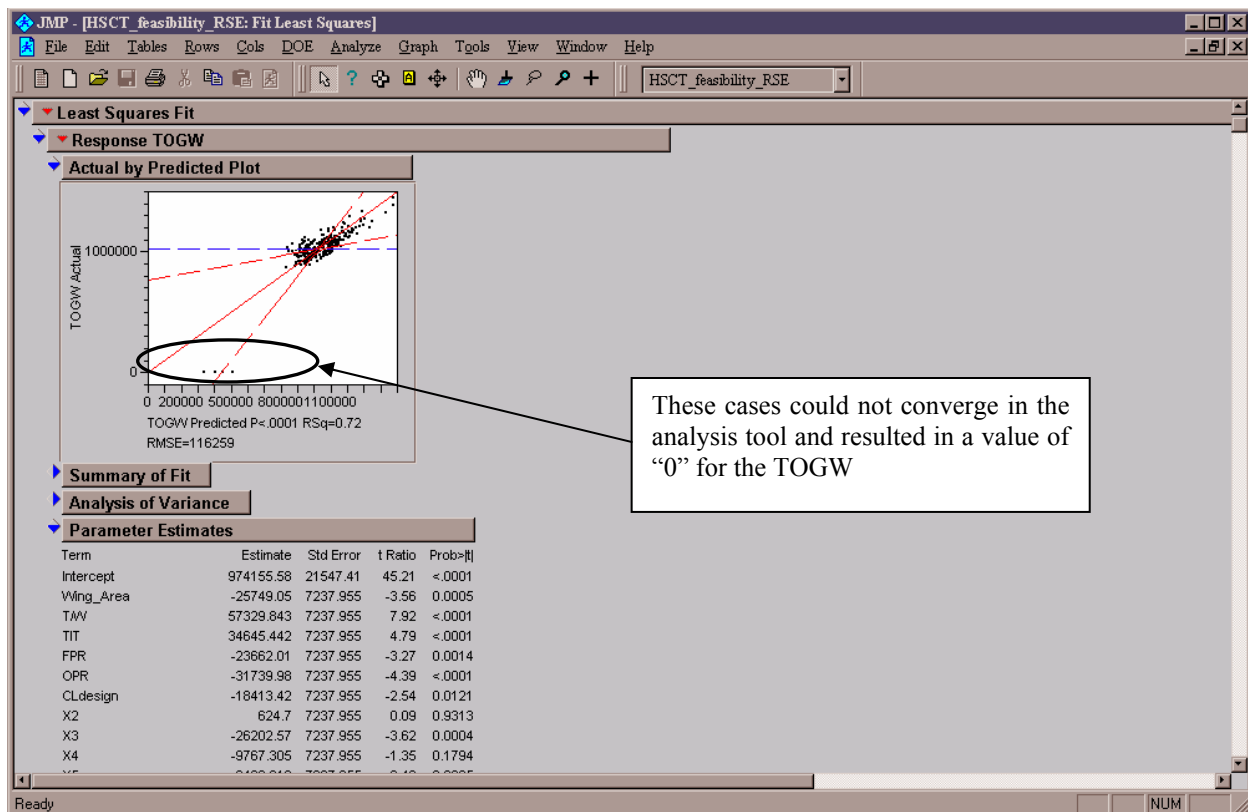 JMP - [HSCT_feasibility_RSE: Fit Least Squares]
File Edit Tables Rows Cols DOE Analyze Graph Tools View Window Help
HSCT_feasibility_RSE
Least Squares Fit
Response TOGW
Actual by Predicted Plot
TOGW Actual
1000000
0
0 200000 500000 8000001100000
TOGW Predicted P<.0001 RSq=0.72
RMSE=116259
These cases could not converge in the
analysis tool and resulted in a value of
“0” for the TOGW
Summary of Fit
Analysis of Variance
Parameter Estimates
Term Estimate Std Error t Ratio Prob>|t|
Intercept 974155.58 21547.41 45.21 <.0001
Wing_Area -25749.05 7237.955 -3.56 0.0005
T/W 57329.843 7237.955 7.92 <.0001
TIT 34645.442 7237.955 4.79 <.0001
FPR -23662.01 7237.955 -3.27 0.0014
OPR -31739.98 7237.955 -4.39 <.0001
CLdesign -18413.42 7237.955 -2.54 0.0121
X2 624.7 7237.955 0.09 0.9313
X3 -26202.57 7237.955 -3.62 0.0004
X4 -9767.305 7237.955 -1.35 0.1794
Ready
NUM